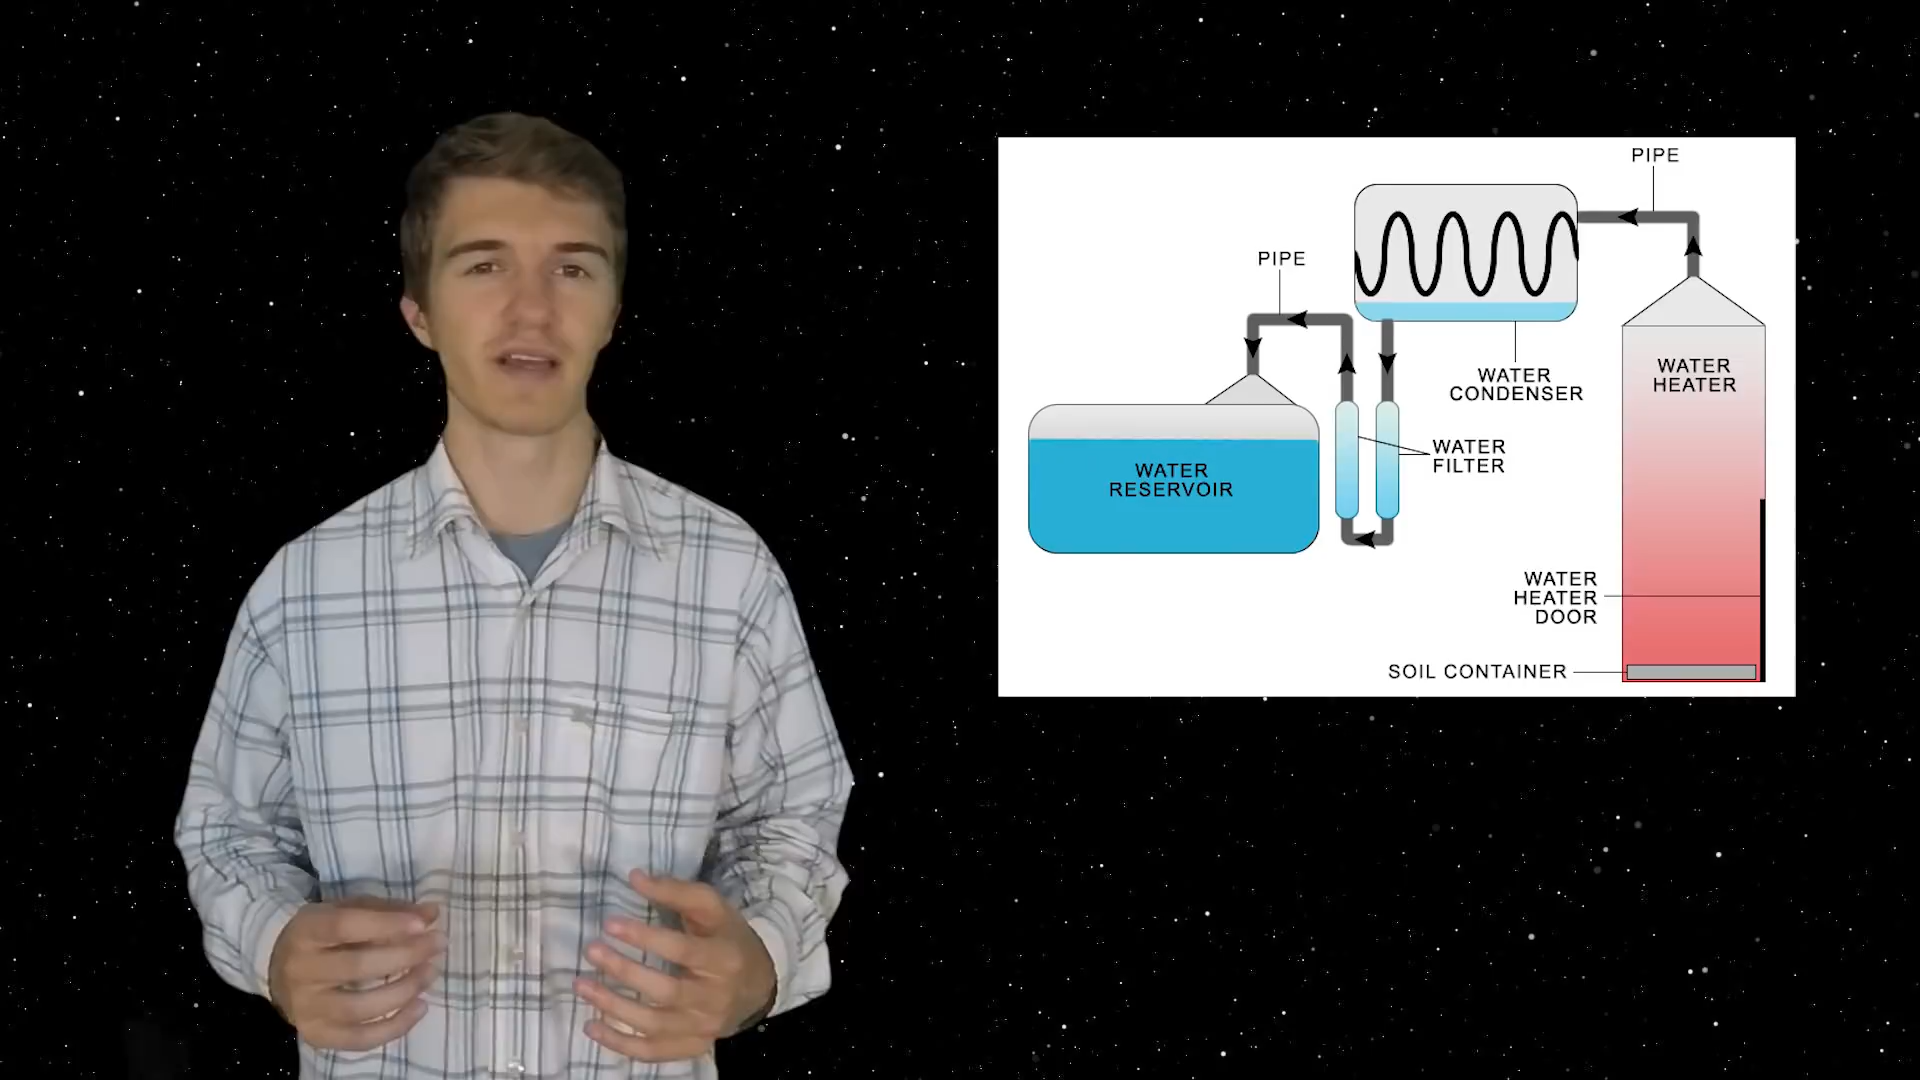 PIPE
PIPE
WATER
HEATER
WATER
CONDENSER
WATER
FILTER
WATER
RESERVOIR
WATER
HEATER
DOOR
SOIL CONTAINER